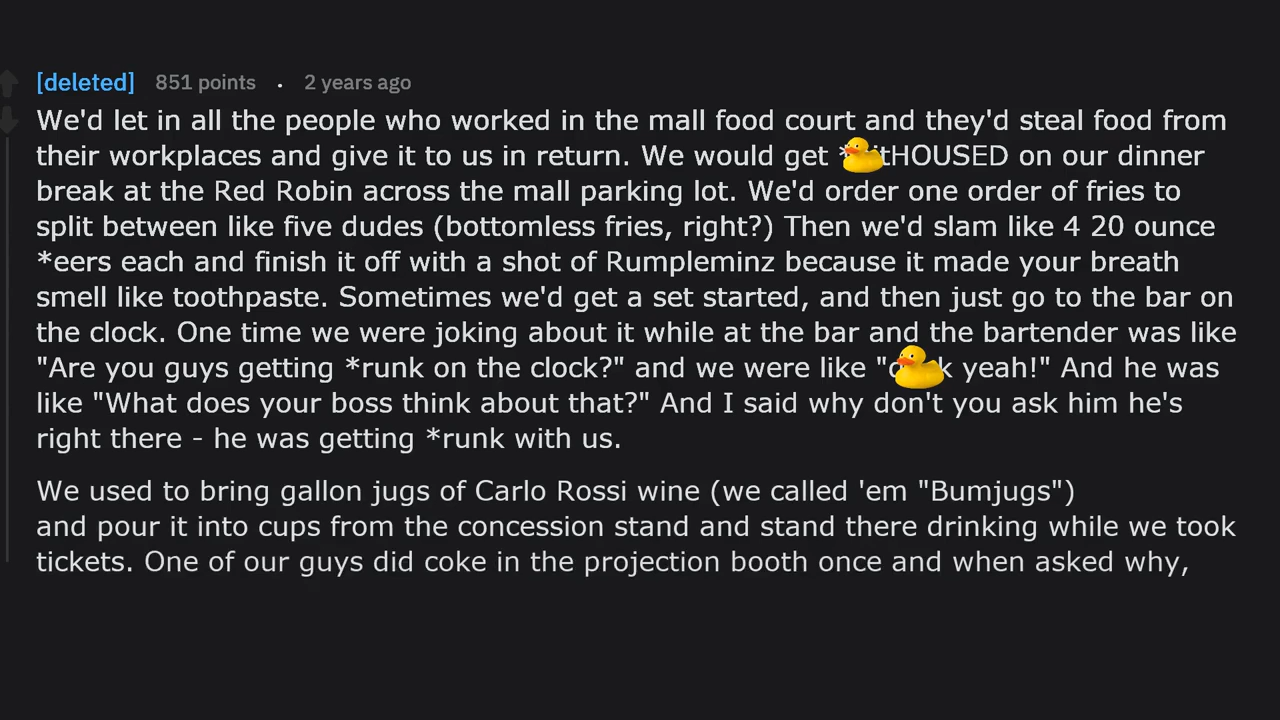 [deleted] 851 points . 2 years ago
We'd let in all the people who worked in the mall food court and they'd steal food from
their workplaces and give it to us in return. We would get *itHOUSED on our dinner
break at the Red Robin across the mall parking lot. We'd order one order of fries to
split between like five dudes (bottomless fries, right?) Then we'd slam like 4 20 ounce
*eers each and finish it off with a shot of Rumpleminz because it made your breath
smell like toothpaste. Sometimes we'd get a set started, and then just go to the bar on
the clock. One time we were joking about it while at the bar and the bartender was like
"Are you guys getting *runk on the clock?" and we were like "k yeah!" And he was
like "What does your boss think about that?" And I said why don't you ask him he's
right there - he was getting *runk with us.
We used to bring gallon jugs of Carlo Rossi wine (we called 'em "Bumjugs")
and pour it into cups from the concession stand and stand there drinking while we took
tickets. One of our guys did coke in the projection booth once and when asked why,